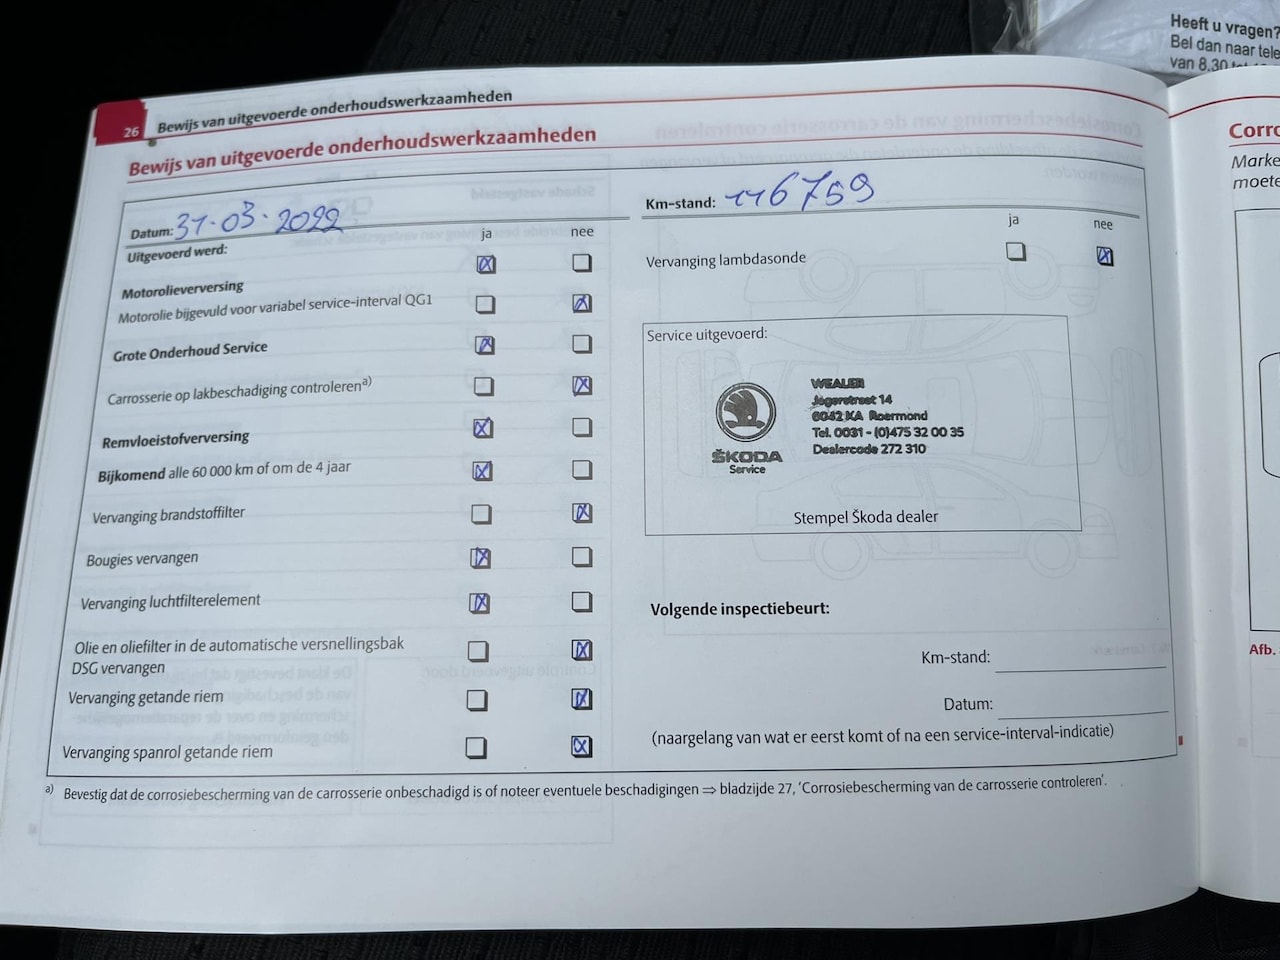 Heeft u vragen?
Bel dan naar tele
van 8.30
26 Bewijs van uitgevoerde onderhoudswerkzaamheden
Bewijs van uitgevoerde onderhoudswerkzaamheden
Datum: 31-03-2022
Km-stand: 116759
Uitgevoerd werd:
ja nee
ja nee
Motorolieverversing
Motorolie bijgevuld voor variabel service-interval QG1
Grote Onderhoud Service
Carrosserie op lakbeschadiging controleren a)
Remvloeistofverversing
Bijkomend alle 60 000 km of om de 4 jaar
Vervanging brandstoffilter
Bougies vervangen
Vervanging luchtfilterelement
Olie en oliefilter in de automatische versnellingsbak
DSG vervangen
Vervanging getande riem
Vervanging spanrol getande riem
Vervanging lambdasonde
Service uitgevoerd:
ŠKODA
Service
WEALER
Jagerstraat 14
6042 KA Roermond
Tel. 0031 - (0)475 32 00 35
Dealercode 272 310
Stempel Škoda dealer
Volgende inspectiebeurt:
Km-stand:
Datum:
(naargelang van wat er eerst komt of na een service-interval-indicatie)
a) Bevestig dat de corrosiebescherming van de carrosserie onbeschadigd is of noteer eventuele beschadigingen ⇒ bladzijde 27, 'Corrosiebescherming van de carrosserie controleren'.
Corro
Marke
moete
Afb.